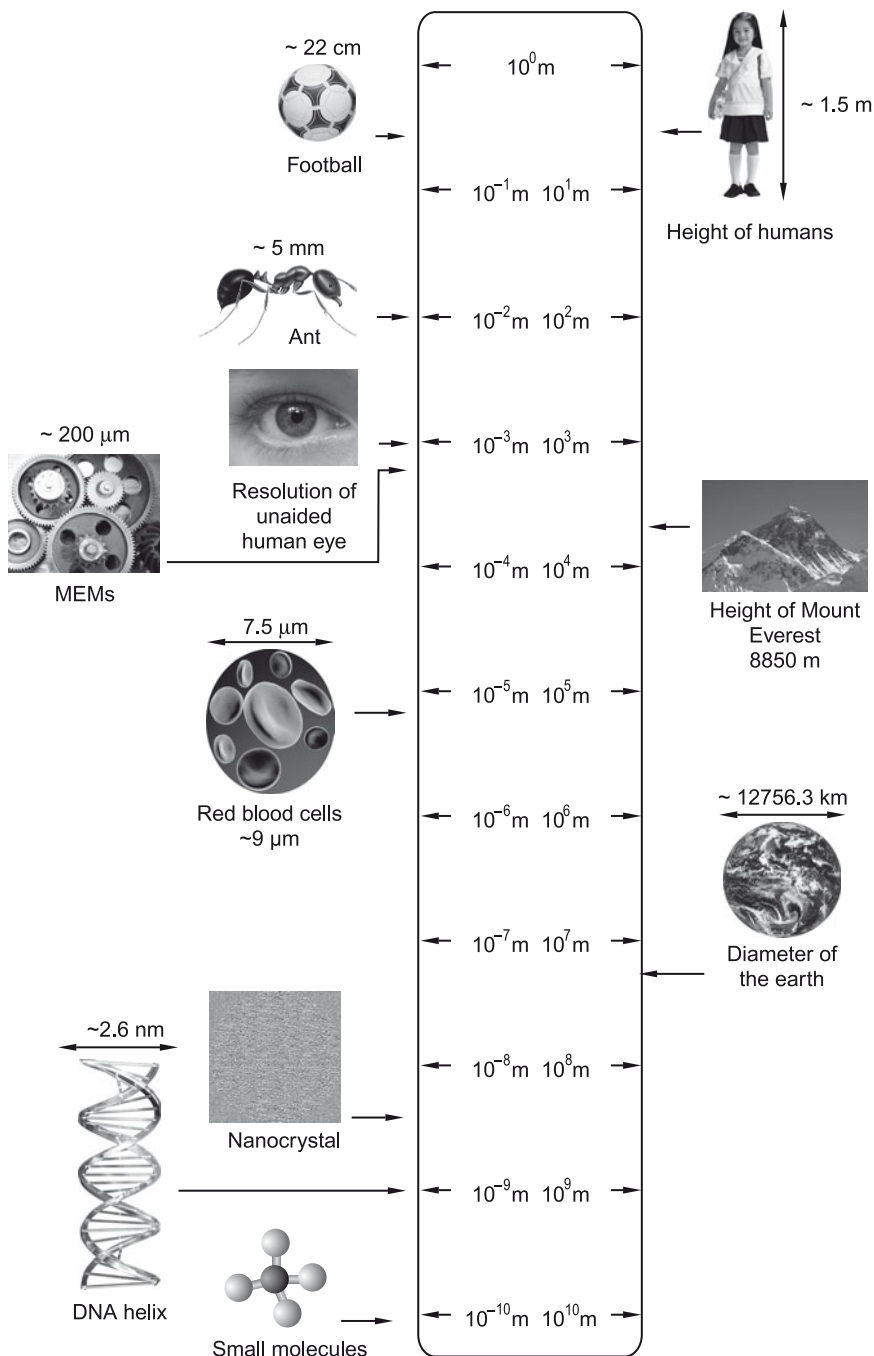 ~ 22 cm
Football
10⁰m
~ 1.5 m
Height of humans
10⁻¹m 10¹m
~ 5 mm
Ant
10⁻²m 10²m
~ 200 µm
MEMs
Resolution of
unaided
human eye
10⁻³m 10³m
10⁻⁴m 10⁴m
Height of Mount
Everest
8850 m
7.5 µm
Red blood cells
~9 µm
10⁻⁵m 10⁵m
10⁻⁶m 10⁶m
~ 12756.3 km
Diameter of
the earth
10⁻⁷m 10⁷m
~2.6 nm
DNA helix
Nanocrystal
10⁻⁸m 10⁸m
10⁻⁹m 10⁹m
Small molecules
10⁻¹⁰m 10¹⁰m